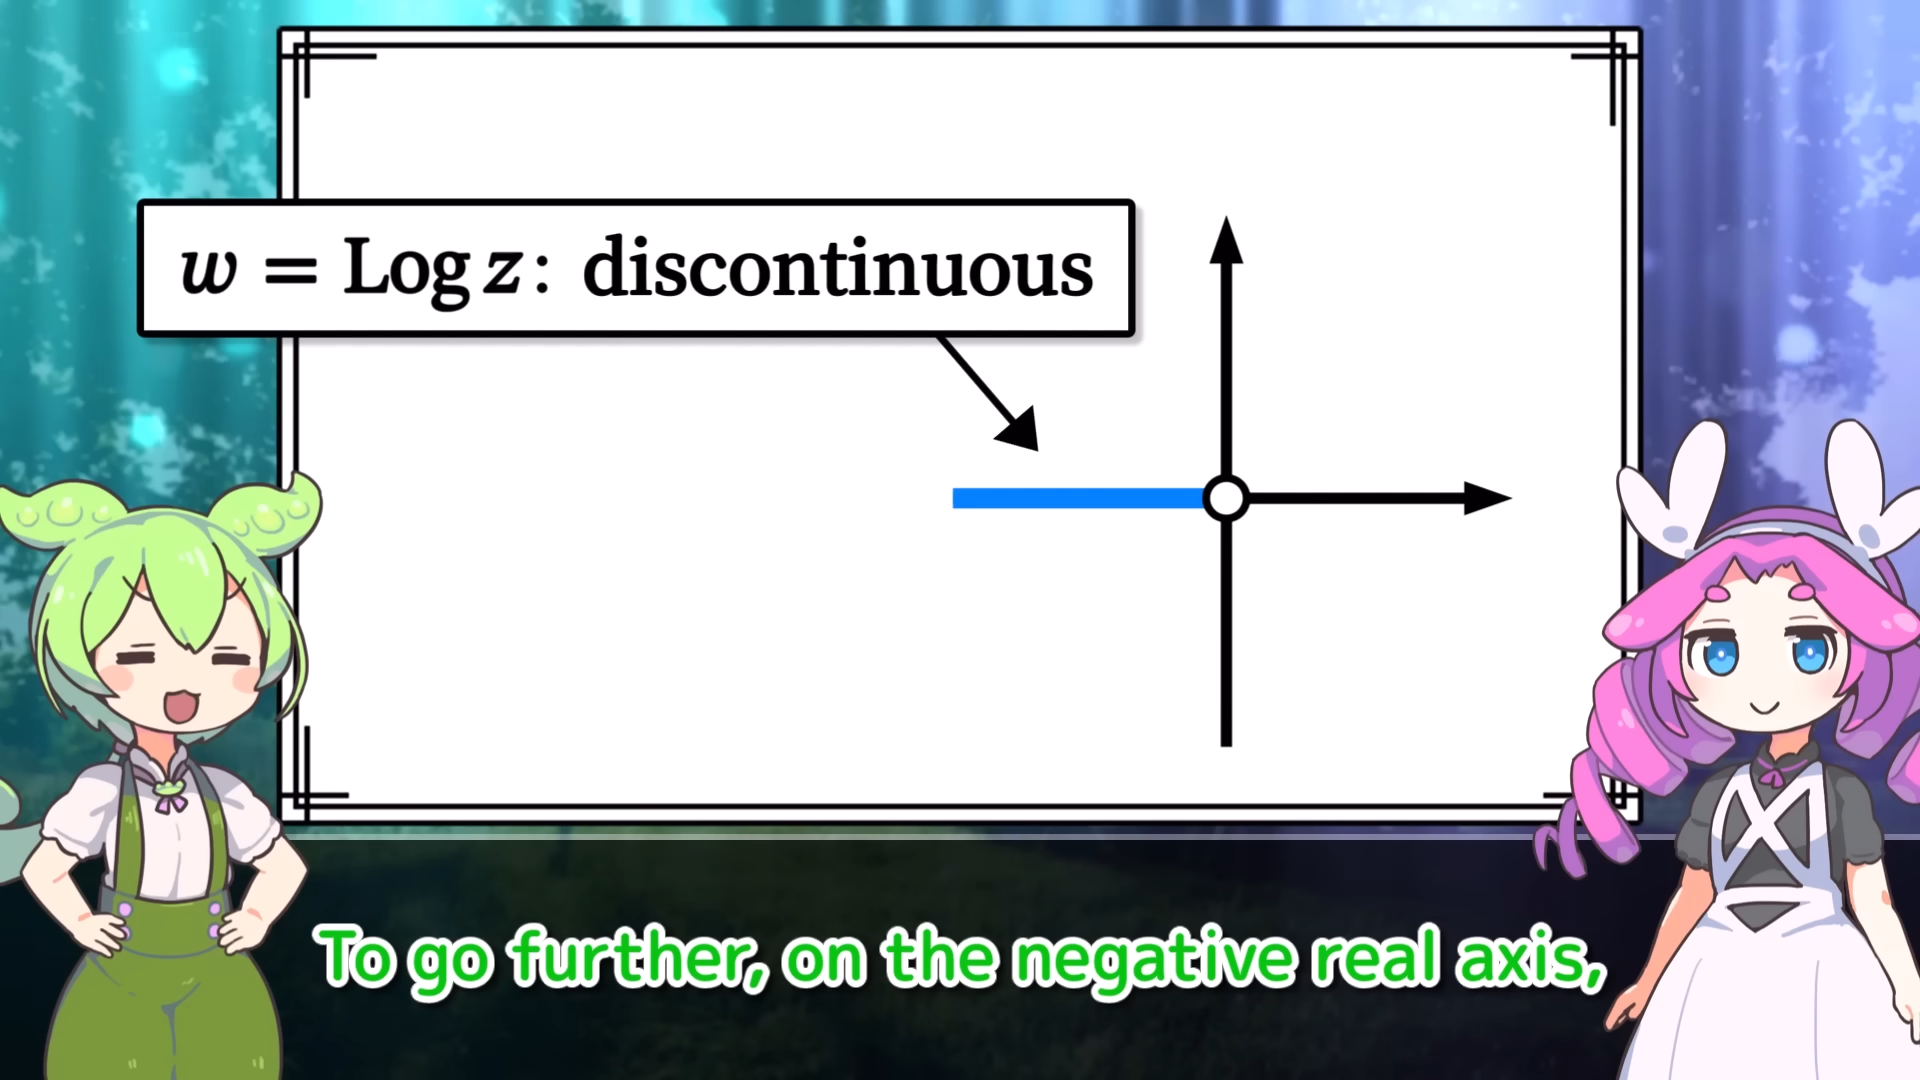 w = Log z: discontinuous
To go further, on the negative real axis,